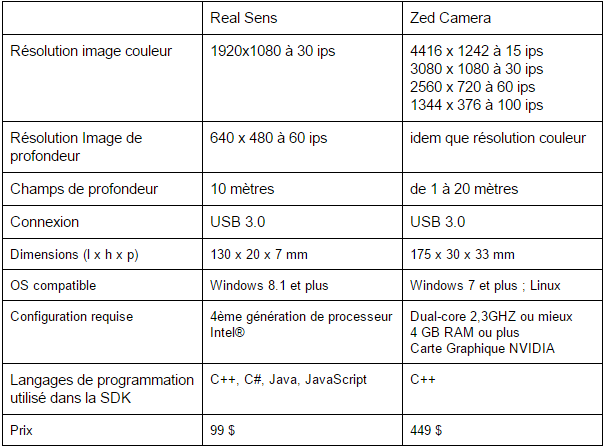 Real Sens
Zed Camera
Résolution image couleur
1920x1080 à 30 ips
4416 x 1242 à 15 ips
3080 x 1080 à 30 ips
2560 x 720 à 60 ips
1344 x 376 à 100 ips
Résolution Image de
profondeur
640 x 480 à 60 ips
idem que résolution couleur
Champs de profondeur
10 mètres
de 1 à 20 mètres
Connexion
USB 3.0
USB 3.0
Dimensions (l x h x p)
130 x 20 x 7 mm
175 x 30 x 33 mm
OS compatible
Windows 8.1 et plus
Windows 7 et plus ; Linux
Configuration requise
4ème génération de processeur
Intel®
Dual-core 2,3GHZ ou mieux
4 GB RAM ou plus
Carte Graphique NVIDIA
Langages de programmation
utilisé dans la SDK
C++, C#, Java, JavaScript
C++
Prix
99 $
449 $